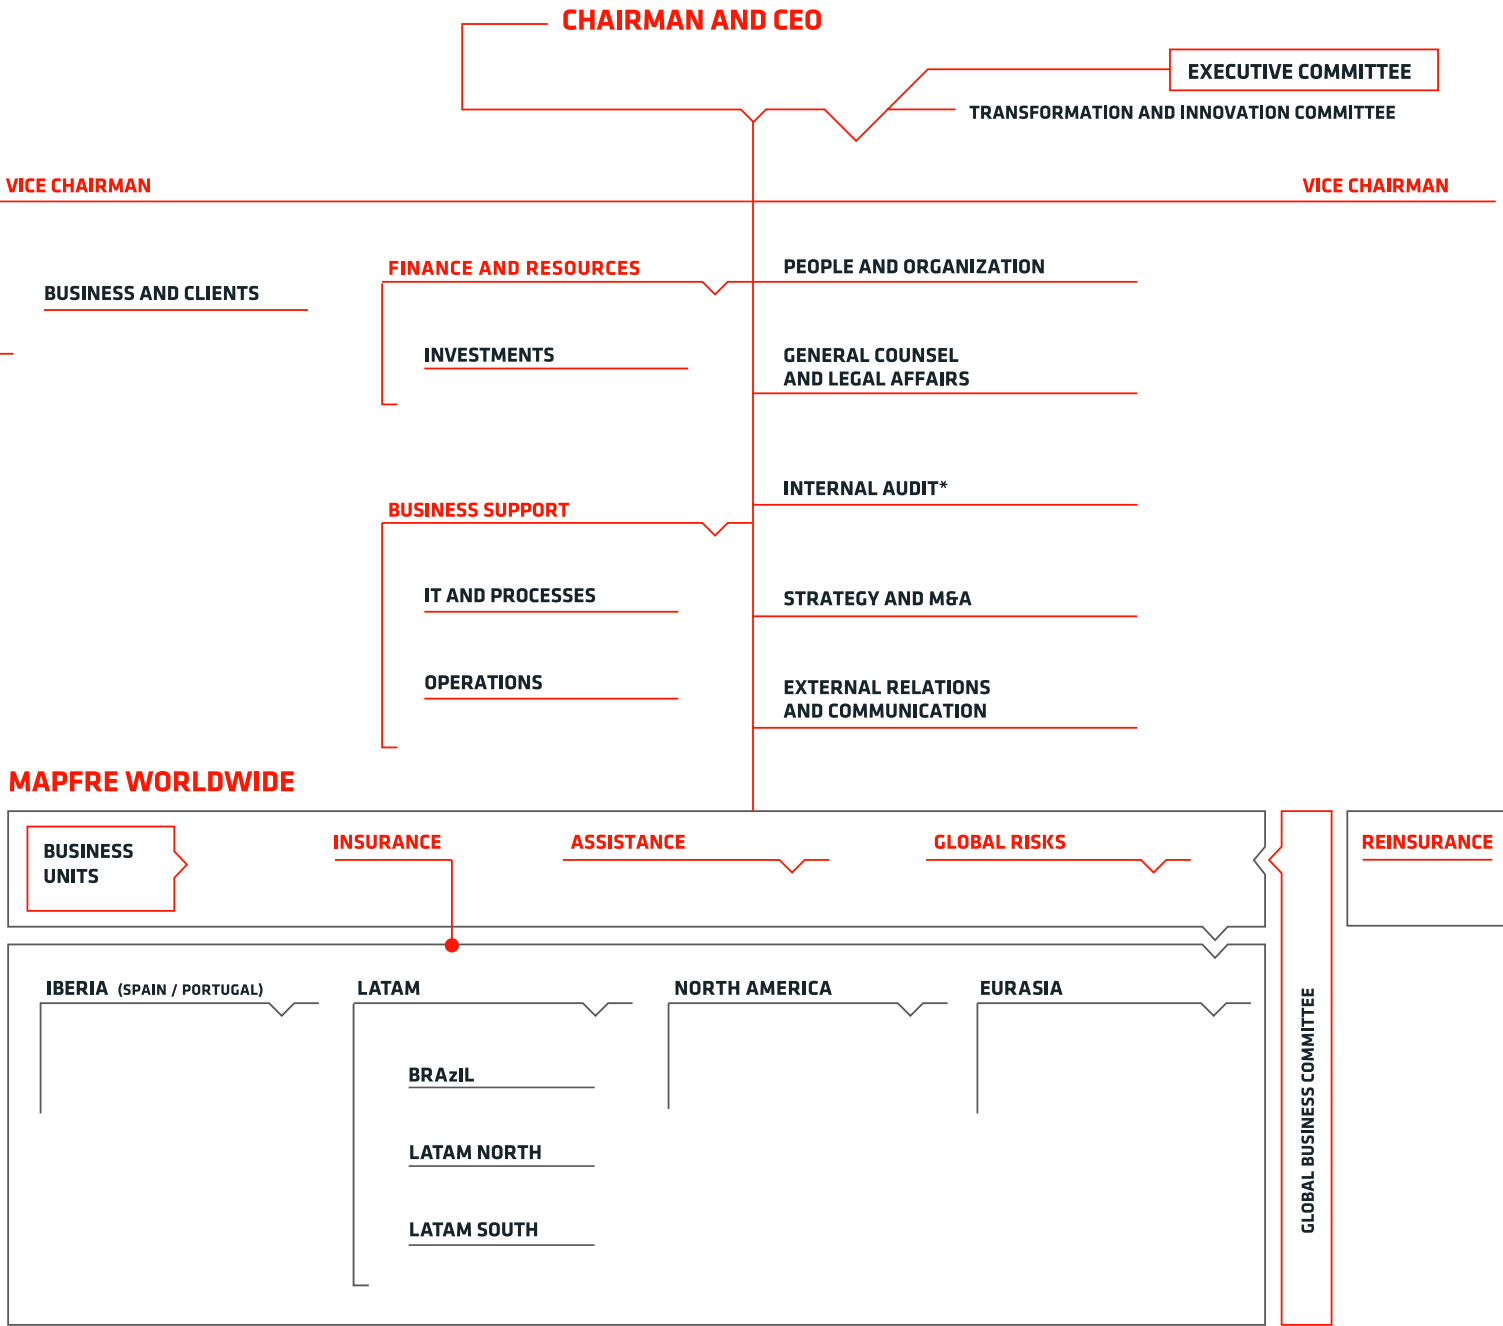 CHAIRMAN AND CEO
EXECUTIVE COMMITTEE
TRANSFORMATION AND INNOVATION COMMITTEE
VICE CHAIRMAN
VICE CHAIRMAN
BUSINESS AND CLIENTS
FINANCE AND RESOURCES
INVESTMENTS
BUSINESS SUPPORT
IT AND PROCESSES
OPERATIONS
PEOPLE AND ORGANIZATION
GENERAL COUNSEL
AND LEGAL AFFAIRS
INTERNAL AUDIT*
STRATEGY AND M&A
EXTERNAL RELATIONS
AND COMMUNICATION
MAPFRE WORLDWIDE
BUSINESS
UNITS
INSURANCE
ASSISTANCE
GLOBAL RISKS
REINSURANCE
IBERIA (SPAIN / PORTUGAL)
LATAM
BRAzIL
LATAM NORTH
LATAM SOUTH
NORTH AMERICA
EURASIA
GLOBAL BUSINESS COMMITTEE